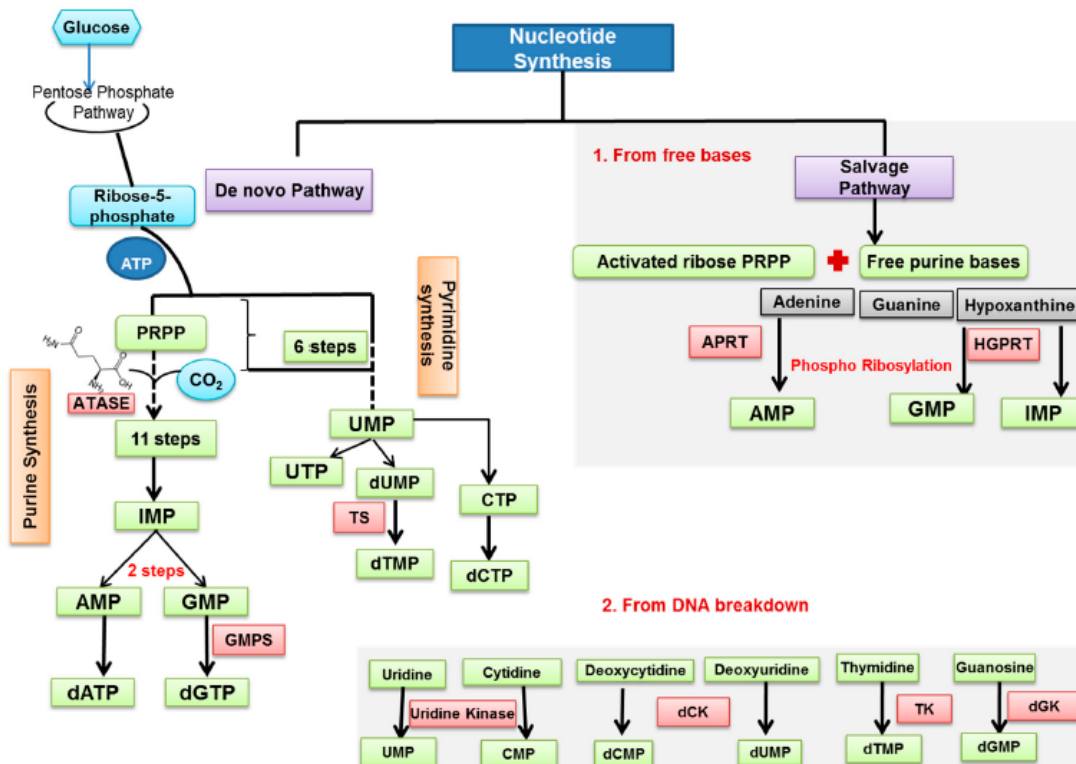 Glucose
Pentose Phosphate
Pathway
Ribose-5-
phosphate
ATP
Nucleotide
Synthesis
De novo Pathway
1. From free bases
Salvage
Pathway
Activated ribose PRPP
Free purine bases
Adenine
Guanine
Hypoxanthine
APRT
HGPRT
Phospho Ribosylation
AMP
GMP
IMP
Pyrimidine
synthesis
PRPP
6 steps
H₂N
O
O
NH₂
OH
CO₂
ATASE
Purine Synthesis
11 steps
IMP
2 steps
AMP
GMP
GMPS
dATP
dGTP
UMP
UTP
dUMP
CTP
TS
dTMP
dCTP
2. From DNA breakdown
Uridine
Cytidine
Deoxycytidine
Deoxyuridine
Thymidine
Guanosine
Uridine Kinase
dCK
TK
dGK
UMP
CMP
dCMP
dUMP
dTMP
dGMP